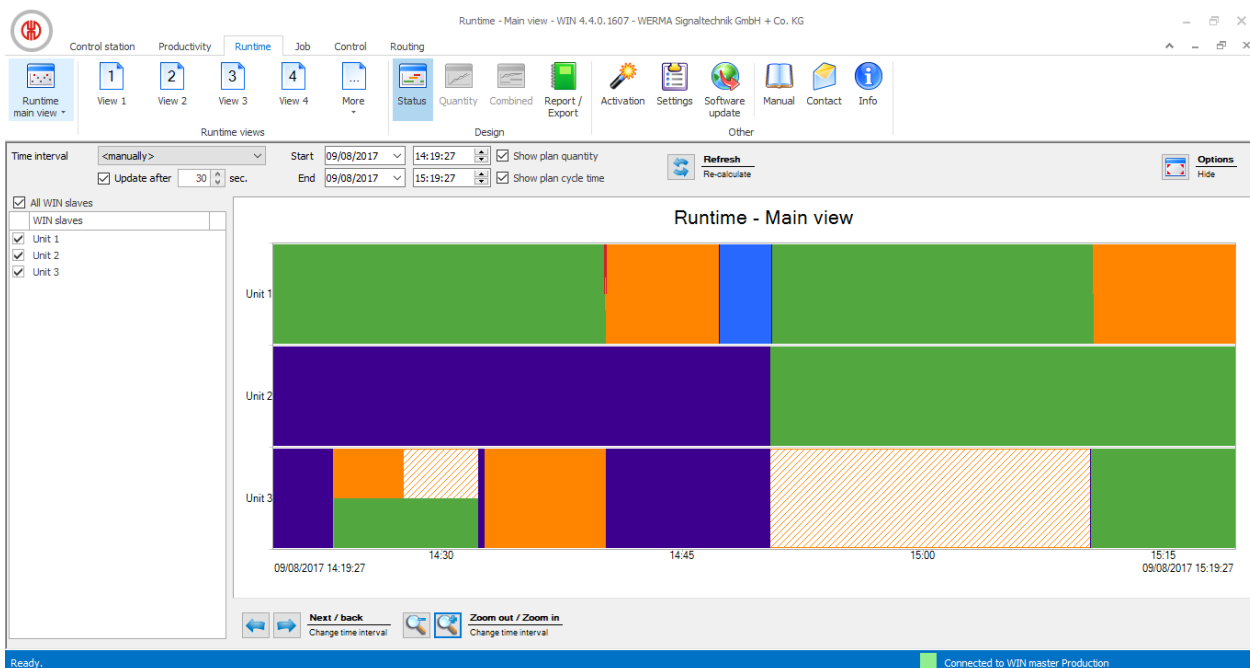 Runtime - Main view - WIN 4.4.0.1607 - WERMA Signaltechnik GmbH + Co. KG
Control station Productivity Runtime Job Control Routing
1 2 3 4 ...
Runtime main view View 1 View 2 View 3 View 4 More Status Quantity Combined Report / Export Activation Settings Software update Manual Contact Info
Runtime views Design Other
Time interval <manually> Start 09/08/2017 14:19:27 Show plan quantity Refresh Options
Update after 30 sec. End 09/08/2017 15:19:27 Show plan cycle time Re-calculate Hide
All WIN slaves
WIN slaves
Unit 1
Unit 2
Unit 3
Runtime - Main view
Unit 1
Unit 2
Unit 3
14:30 14:45 15:00 15:15
09/08/2017 14:19:27 09/08/2017 15:19:27
Next / back Zoom out / Zoom in
Change time interval Change time interval
Ready. Connected to WIN master Production